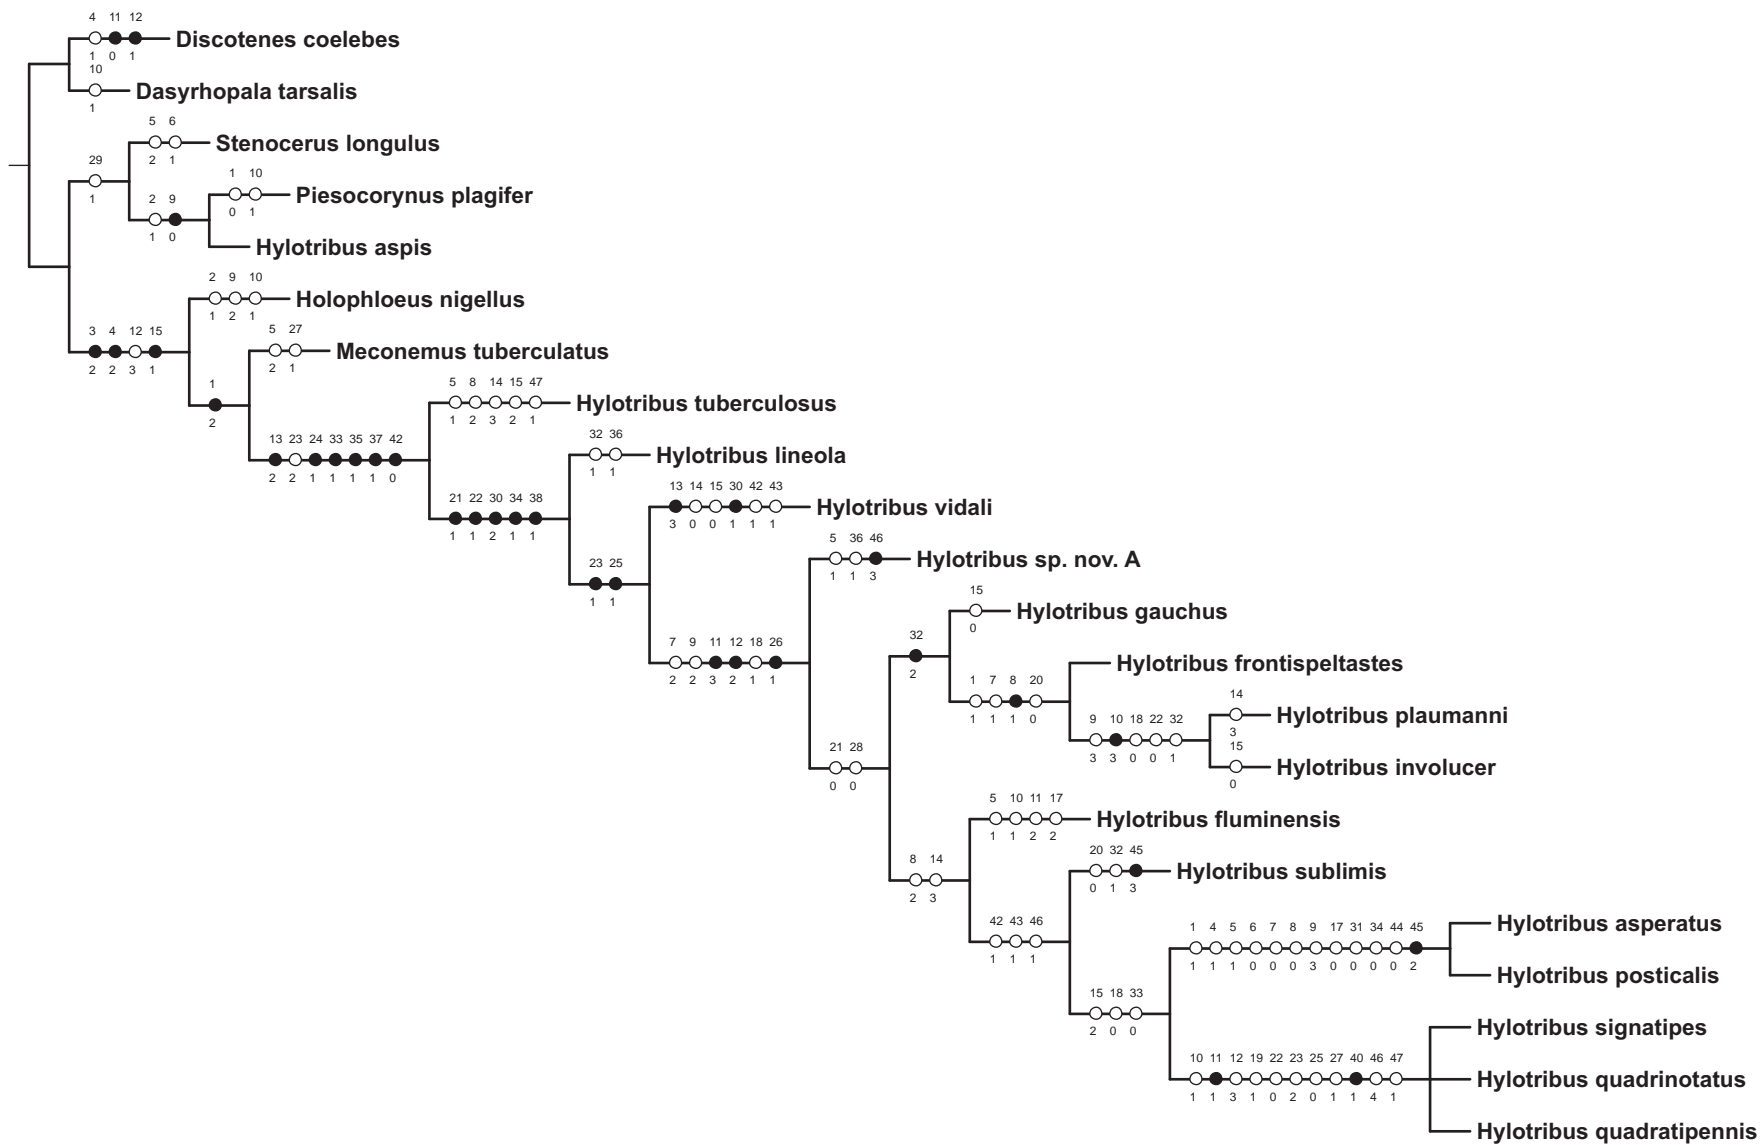 4 11 12
Discotenes coelebes
1 0 1
10
Dasyrhopala tarsalis
1
5 6
Stenocerus longulus
2 1
29
1
1 10
Piesocorynus plagifer
0 1
2 9
1 0
Hylotribus aspis
2 9 10
Holophloeus nigellus
1 2 1
3 4 12 15
2 2 3 1
5 27
Meconemus tuberculatus
2 1
1
2
5 8 14 15 47
Hylotribus tuberculosus
1 2 3 2 1
13 23 24 33 35 37 42
2 2 1 1 1 1 0
32 36
Hylotribus lineola
1 1
21 22 30 34 38
1 1 2 1 1
13 14 15 30 42 43
Hylotribus vidali
3 0 0 1 1 1
23 25
1 1
5 36 46
Hylotribus sp. nov. A
1 1 3
7 9 11 12 18 26
2 2 3 2 1 1
15
Hylotribus gauchus
0
32
2
Hylotribus frontispeltastes
1 7 8 20
1 1 1 0
14
Hylotribus plaumanni
3
9 10 18 22 32
3 3 0 0 1
15
Hylotribus involucer
0
21 28
0 0
5 10 11 17
Hylotribus fluminensis
1 1 2 2
8 14
2 3
20 32 45
Hylotribus sublimis
0 1 3
42 43 46
1 1 1
Hylotribus asperatus
1 4 5 6 7 8 9 17 31 34 44 45
1 1 1 0 0 0 3 0 0 0 0 2
Hylotribus posticalis
15 18 33
2 0 0
Hylotribus signatipes
10 11 12 19 22 23 25 27 40 46 47
Hylotribus quadrinotatus
1 1 3 1 0 2 0 1 1 4 1
Hylotribus quadratipennis